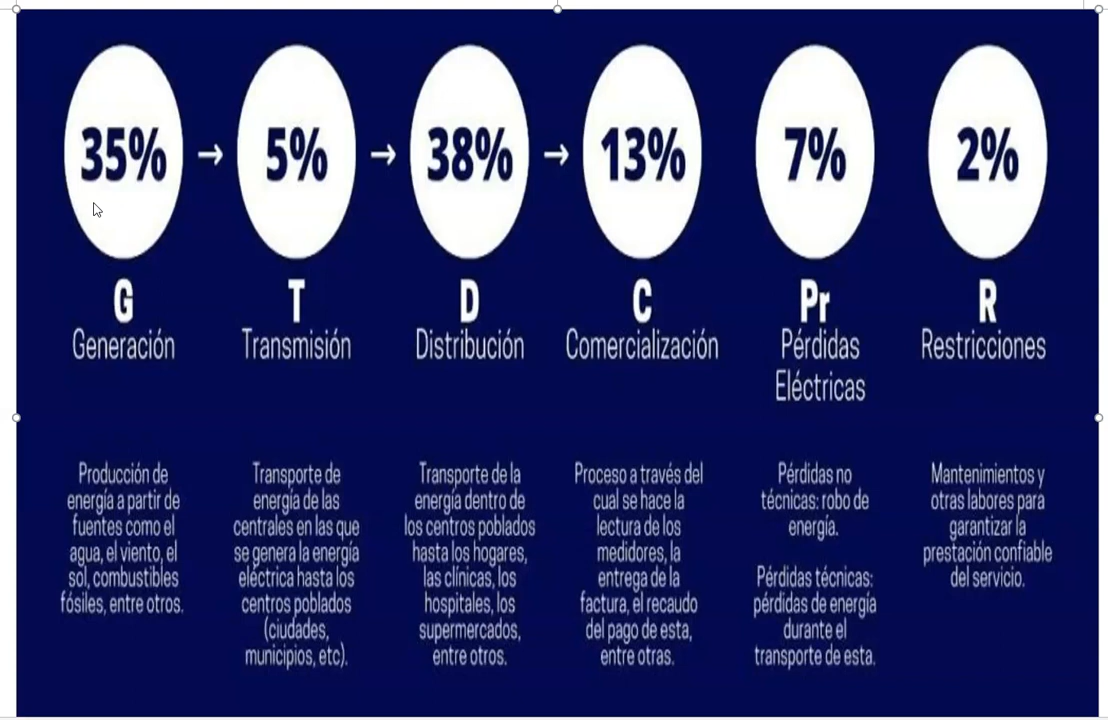 35% → 5% → 38% → 13% 7% 2%
G
Generación
T
Transmisión
D
Distribución
C
Comercialización
Pr
Pérdidas
Eléctricas
R
Restricciones
Producción de
energía a partir de
fuentes como el
agua, el viento, el
sol, combustibles
fósiles, entre otros.
Transporte de
energía de las
centrales en las que
se genera la energía
eléctrica hasta los
centros poblados
(ciudades,
municipios, etc).
Transporte de la
energía dentro de
los centros poblados
hasta los hogares,
las clínicas, los
hospitales, los
supermercados,
entre otros.
Proceso a través del
cual se hace la
lectura de los
medidores, la
entrega de la
factura, el recaudo
del pago de esta,
entre otras.
Pérdidas no
técnicas: robo de
energía.
Pérdidas técnicas:
pérdidas de energía
durante el
transporte de esta.
Mantenimientos y
otras labores para
garantizar la
prestación confiable
del servicio.